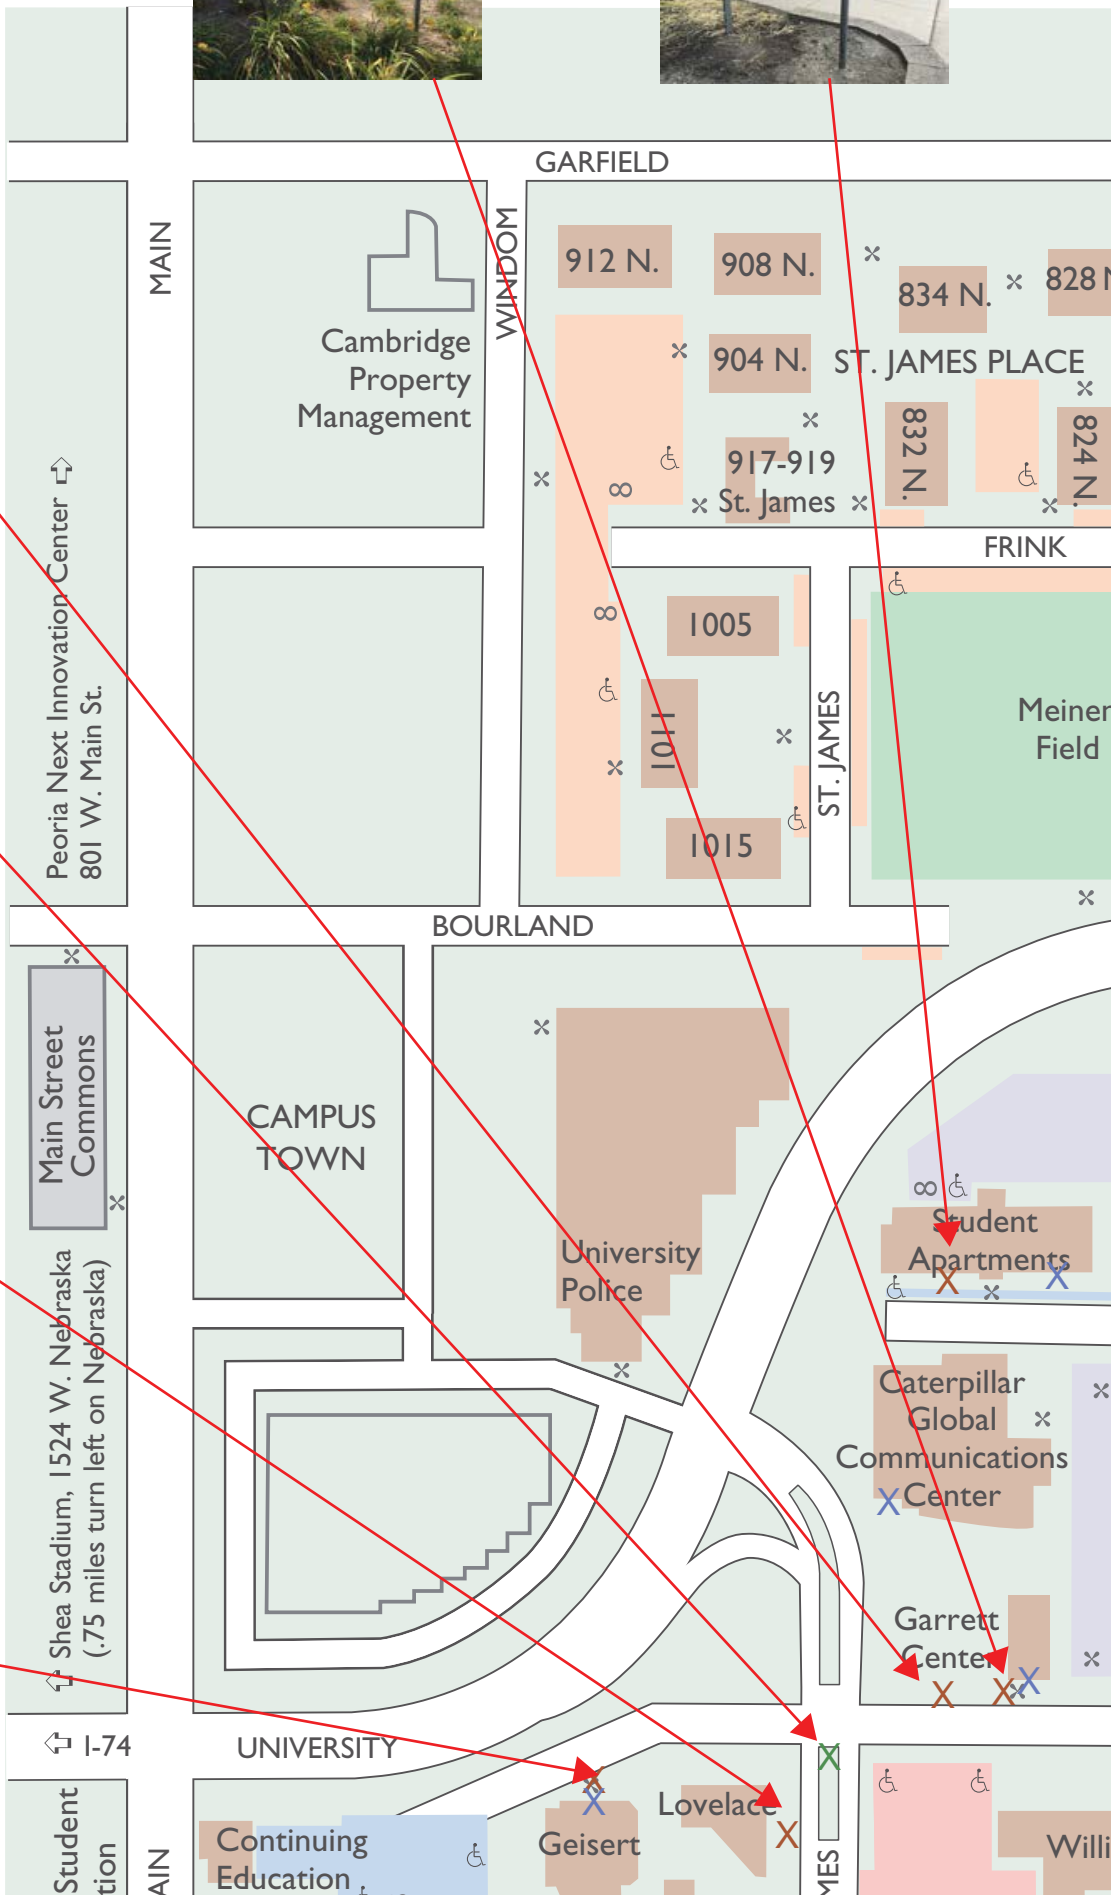 GARFIELD
MAIN
WINDOM
912 N.
908 N.
834 N.
828 N
Cambridge
Property
Management
904 N.
ST. JAMES PLACE
832 N.
824 N.
917-919
St. James
FRINK
Peoria Next Innovation Center
801 W. Main St.
1005
1011
ST. JAMES
Meiner
Field
1015
BOURLAND
Main Street
Commons
CAMPUS
TOWN
University
Police
Student
Apartments
X
X
Shea Stadium, 1524 W. Nebraska
(.75 miles turn left on Nebraska)
Caterpillar
Global
Communications
Center
X
Garrett
Center
X
X
X
I-74
UNIVERSITY
X
X
X
Lovelace
X
Geisert
Continuing
Education
Willi
Student
tion
AIN
MES